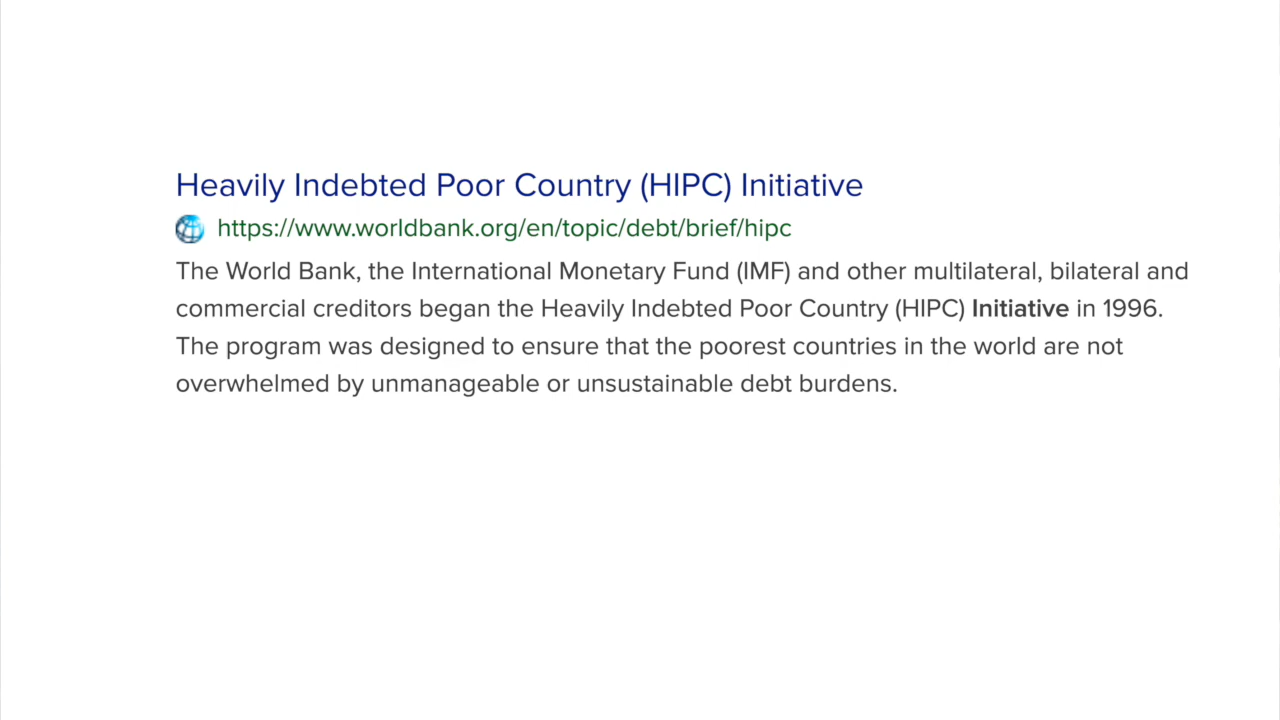 Heavily Indebted Poor Country (HIPC) Initiative
https://www.worldbank.org/en/topic/debt/brief/hipc
The World Bank, the International Monetary Fund (IMF) and other multilateral, bilateral and
commercial creditors began the Heavily Indebted Poor Country (HIPC) Initiative in 1996.
The program was designed to ensure that the poorest countries in the world are not
overwhelmed by unmanageable or unsustainable debt burdens.